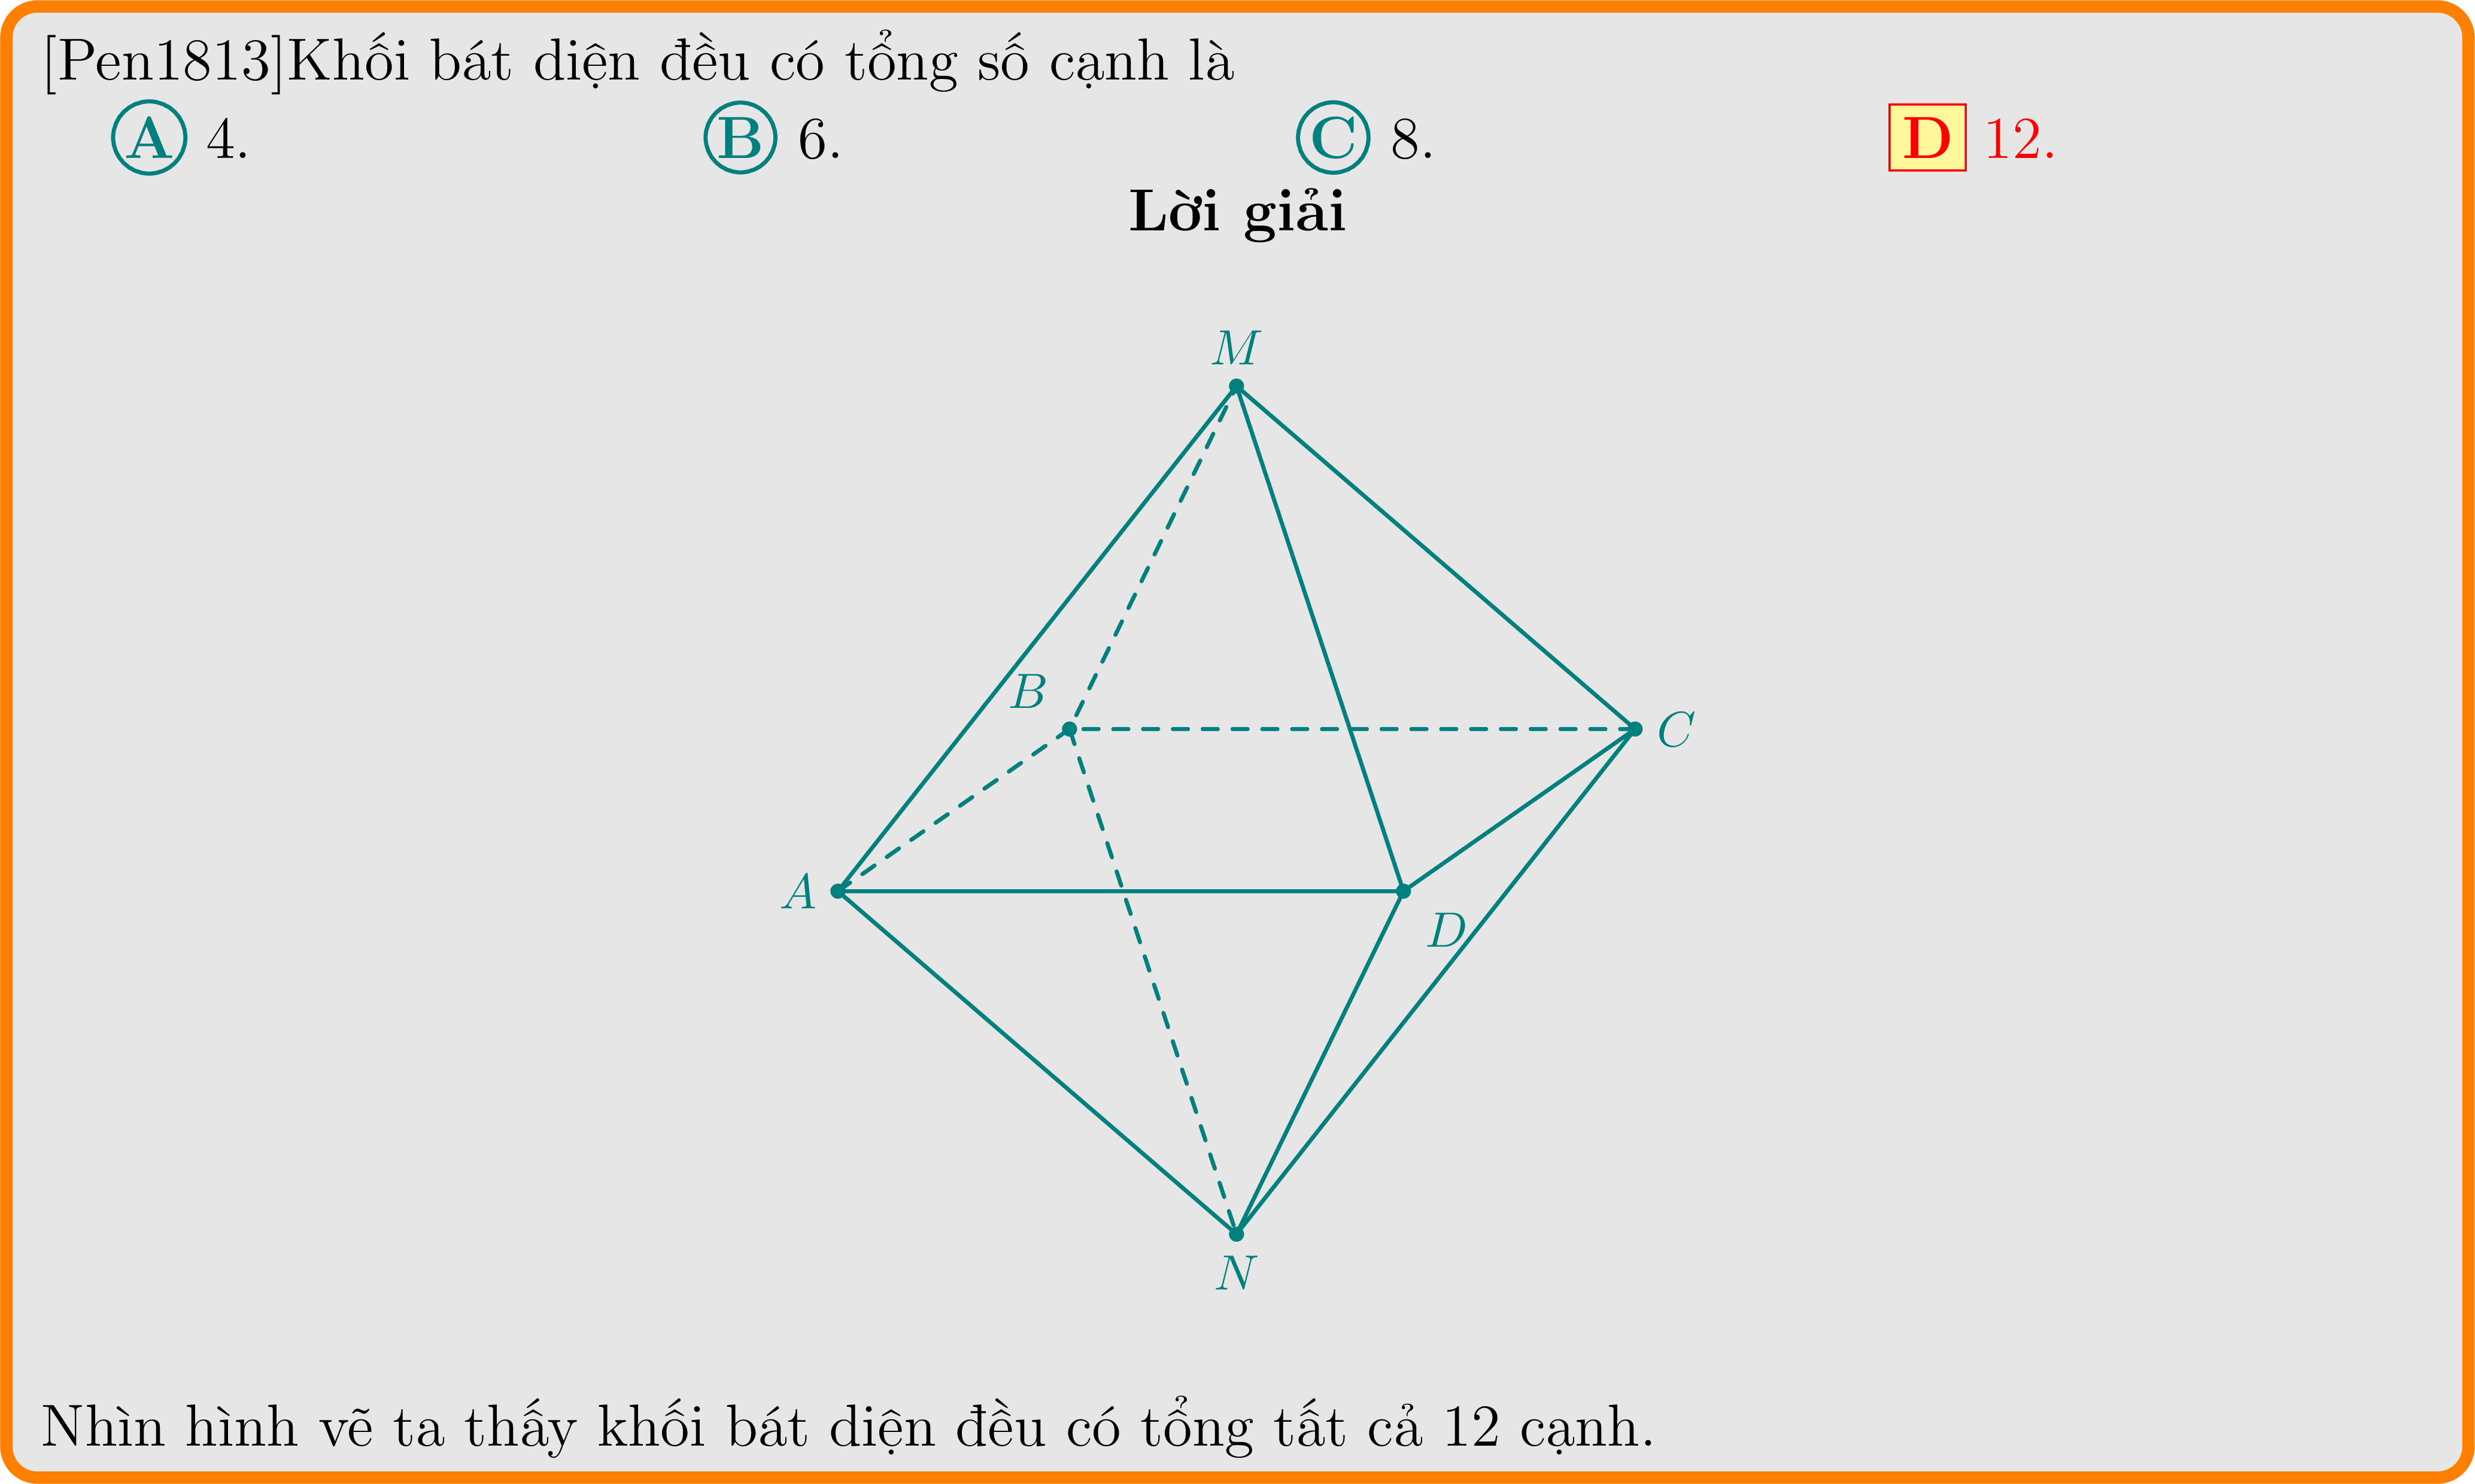 [Pen1813]Khối bát diện đều có tổng số cạnh là
A 4. B 6. C 8. D 12.
Lời giải
M
B
C
A
D
N
Nhìn hình vẽ ta thấy khối bát diện đều có tổng tất cả 12 cạnh.